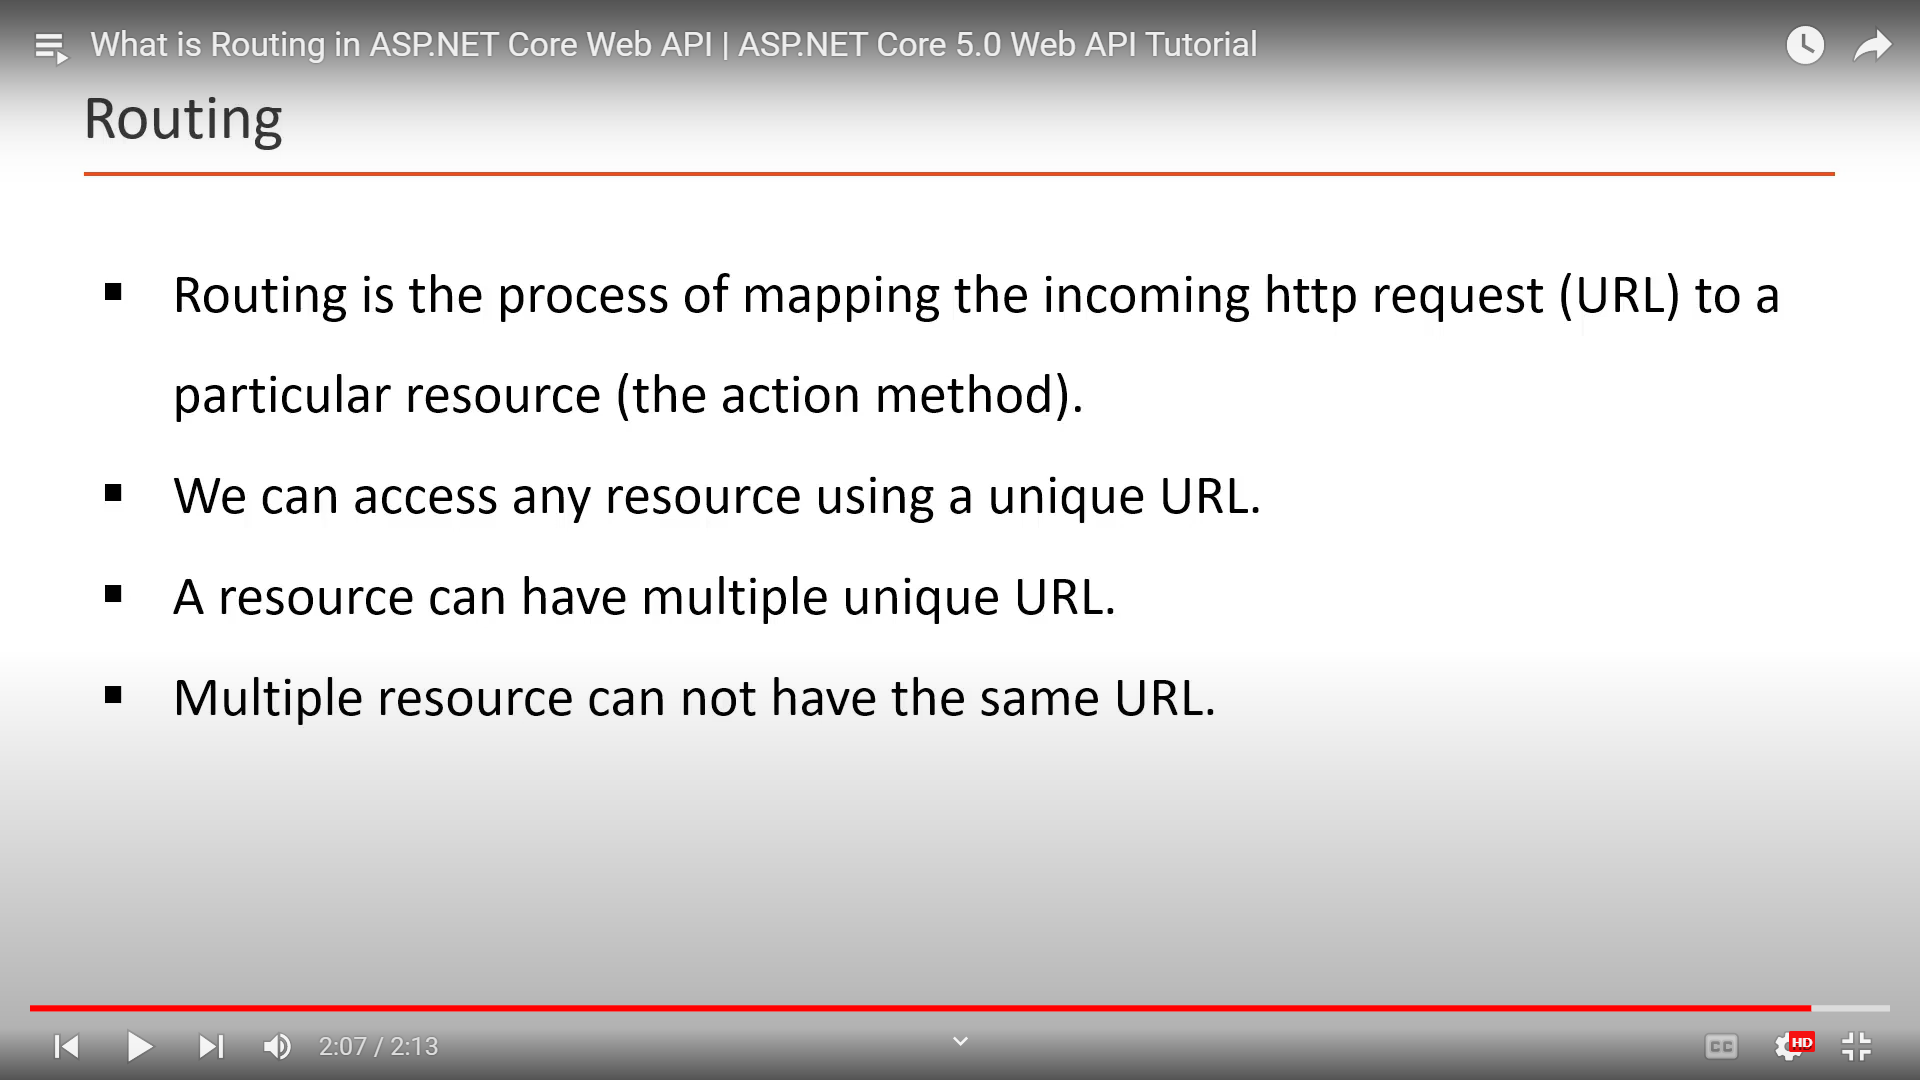 What is Routing in ASP.NET Core Web API | ASP.NET Core 5.0 Web API Tutorial
Routing
▪ Routing is the process of mapping the incoming http request (URL) to a
particular resource (the action method).
▪ We can access any resource using a unique URL.
▪ A resource can have multiple unique URL.
▪ Multiple resource can not have the same URL.
2:07 / 2:13
CC
HD